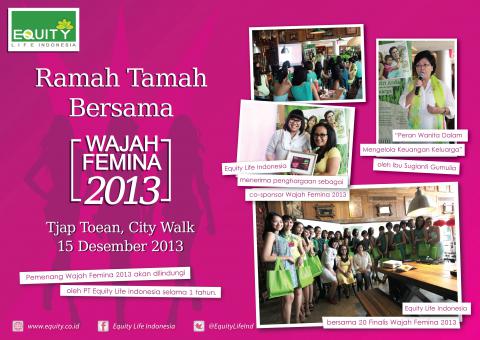 EQUITY
LIFE INDONESIA
Ramah Tamah
Bersama
WAJAH
FEMINA
2013
Tjap Toean, City Walk
15 Desember 2013
Pemenang Wajah Femina 2013 akan dilindungi
oleh PT Equity Life Indonesia selama 1 tahun.
www.equity.co.id
Equity Life Indonesia
@EquityLifeInd
"Peran Wanita Dalam
Mengelola Keuangan Keluarga"
oleh Ibu Sugianti Gumulia
Equity Life Indonesia
menerima penghargaan sebagai
co-sponsor Wajah Femina 2013
Equity Life Indonesia
bersama 20 Finalis Wajah Femina 2013